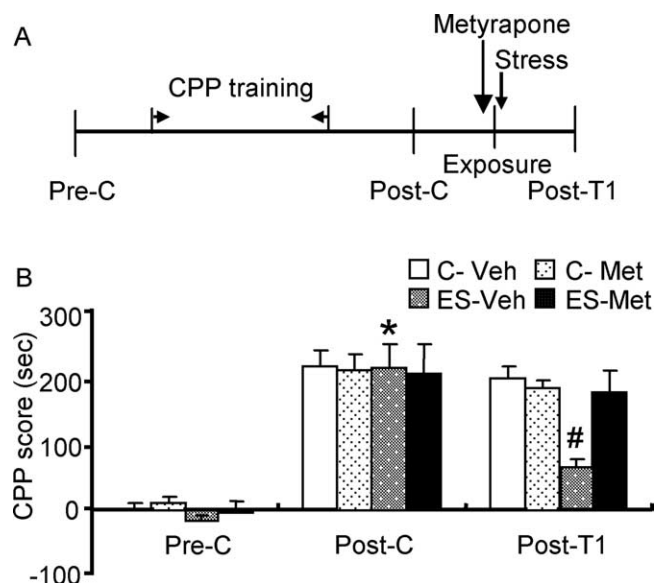 A
Metyrapone
Stress
CPP training
Exposure
Pre-C Post-C Post-T1
B
C- Veh C- Met
ES-Veh ES-Met
CPP score (sec)
300
200
100
0
-100
*
#
Pre-C Post-C Post-T1